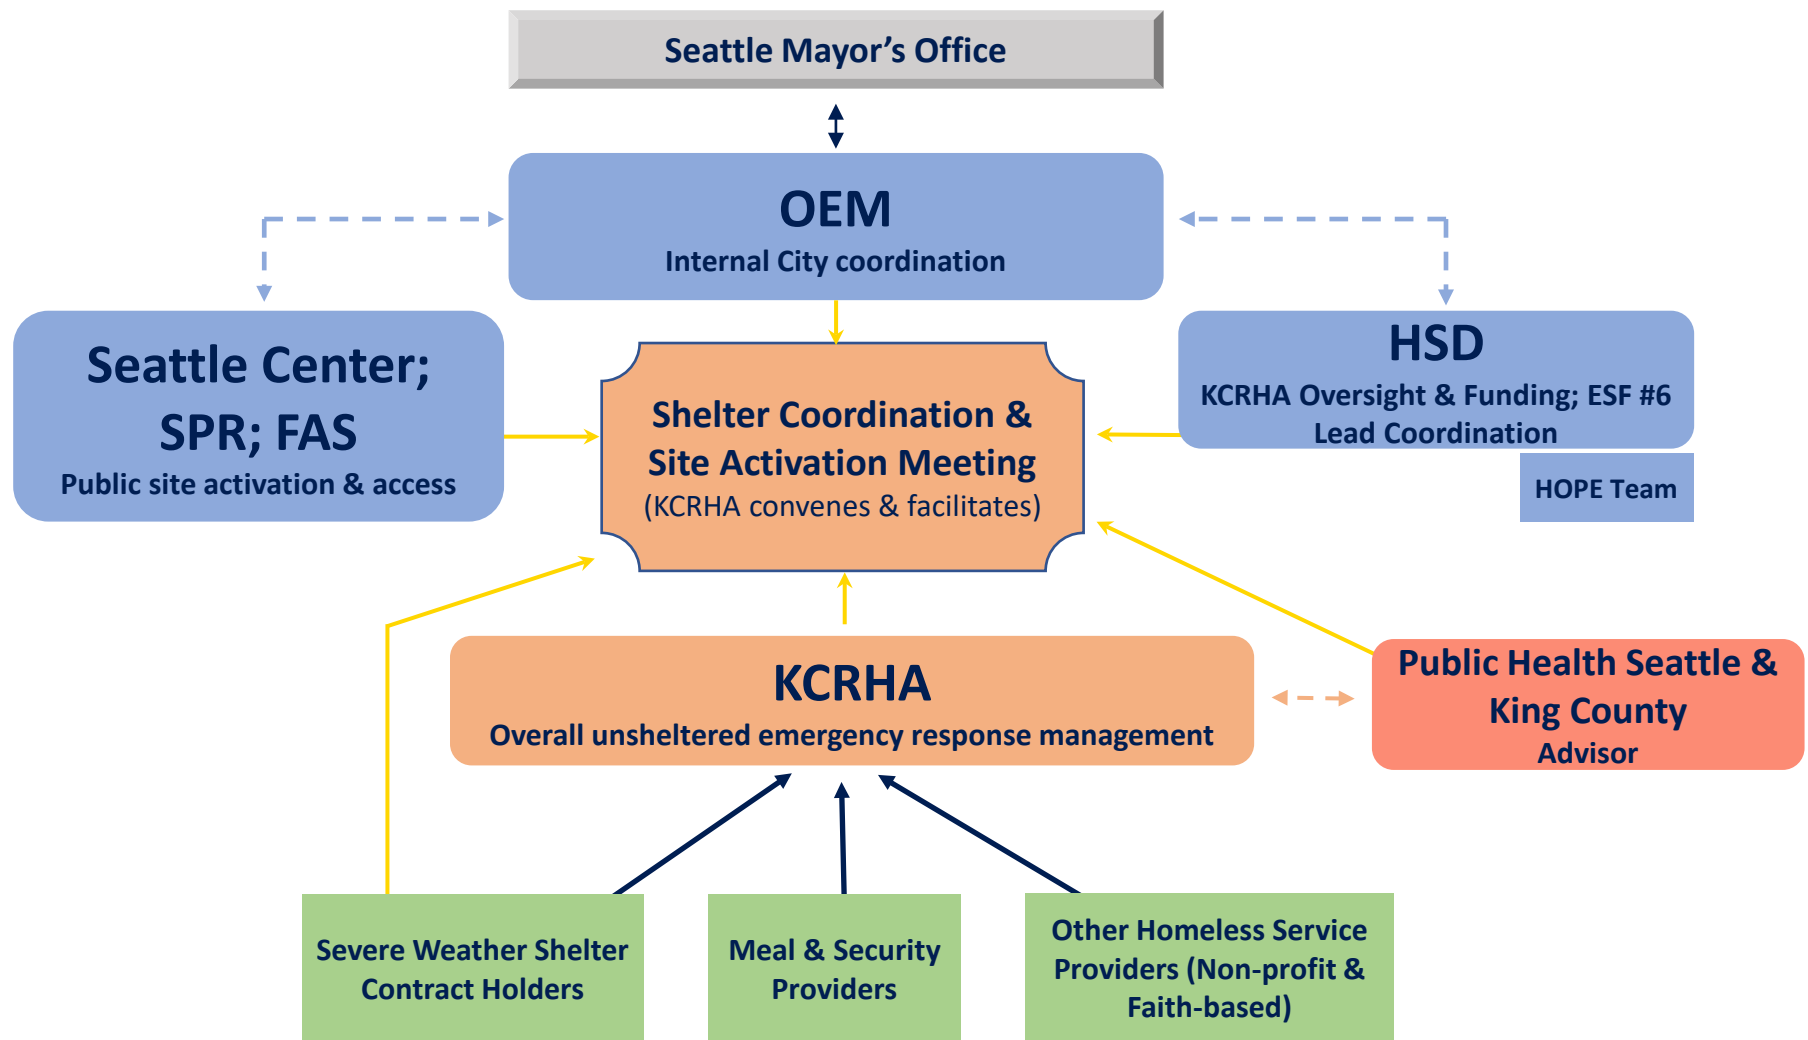 Seattle Mayor’s Office
OEM
Internal City coordination
Seattle Center;
SPR; FAS
Public site activation & access
Shelter Coordination &
Site Activation Meeting
(KCRHA convenes & facilitates)
HSD
KCRHA Oversight & Funding; ESF #6
Lead Coordination
HOPE Team
KCRHA
Overall unsheltered emergency response management
Public Health Seattle &
King County
Advisor
Severe Weather Shelter
Contract Holders
Meal & Security
Providers
Other Homeless Service
Providers (Non-profit &
Faith-based)